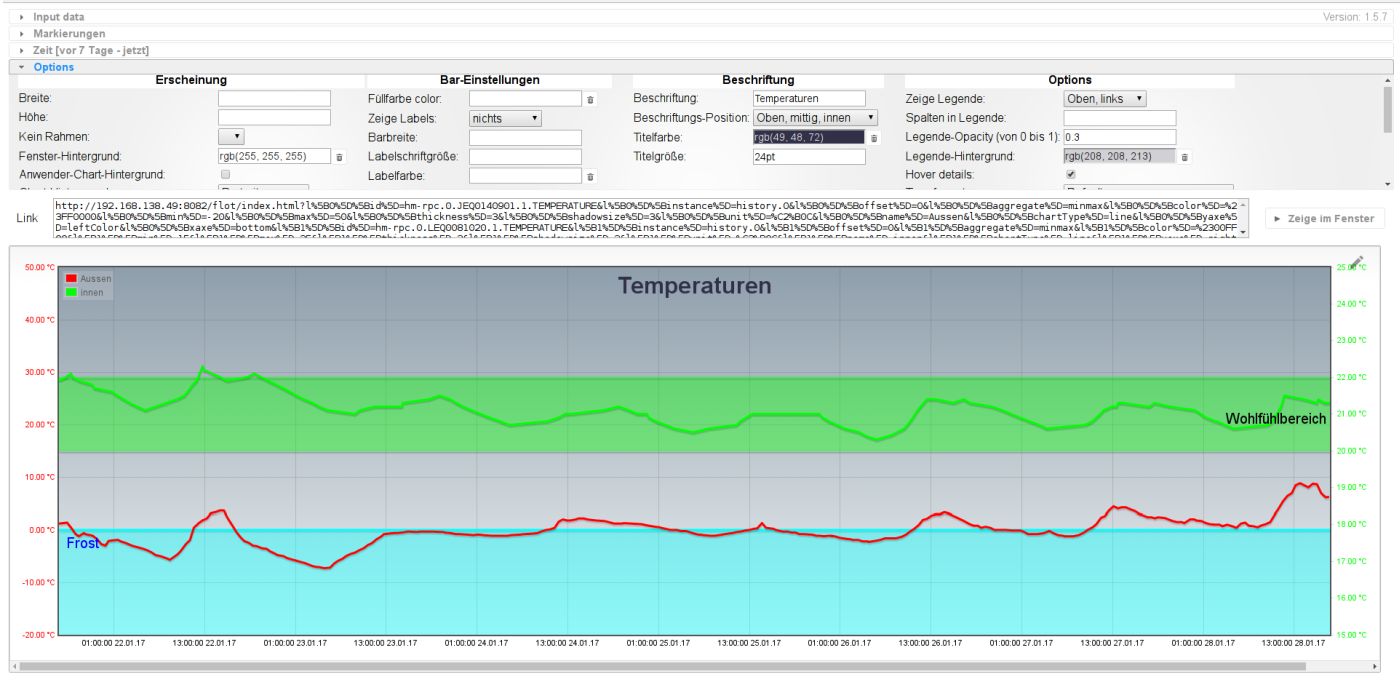 Input data
Version: 1.5.7
Markierungen
Zeit [vor 7 Tage - jetzt]
Options
Erscheinung Bar-Einstellungen Beschriftung Options
Breite: Füllfarbe color: Beschriftung: Temperaturen Zeige Legende: Oben, links
Höhe: Zeige Labels: nichts Beschriftungs-Position: Oben, mittig, innen Spalten in Legende:
Kein Rahmen: Barbreite: Titelfarbe: rgb(49, 48, 72) Legende-Opacity (von 0 bis 1): 0.3
Fenster-Hintergrund: rgb(255, 255, 255) Labelschriftgröße: Titelgröße: 24pt Legende-Hintergrund: rgb(208, 208, 213)
Anwender-Chart-Hintergrund: Labelfarbe: Hover details:
Link
http://192.168.138.49:8082/flot/index.html?l%5B0%5D%5Bid%5D=hm-rpc.0.JEQ0140901.1.TEMPERATURE&l%5B0%5D%5Binstance%5D=history.0&l%5B0%5D%5Boffset%5D=0&l%5B0%5D%5Baggregate%5D=minmax&l%5B0%5D%5Bcolor%5D=%2
3FF0000&l%5B0%5D%5Bmin%5D=-20&l%5B0%5D%5Bmax%5D=50&l%5B0%5D%5Bthickness%5D=3&l%5B0%5D%5Bshadowsize%5D=3&l%5B0%5D%5Bunit%5D=%C2%B0C&l%5B0%5D%5Bname%5D=Aussen&l%5B0%5D%5BchartType%5D=line&l%5B0%5D%5Byaxe%5
D=leftColor&l%5B0%5D%5Bxaxe%5D=bottom&l%5B1%5D%5Bid%5D=hm-rpc.0.LEQ0081020.1.TEMPERATURE&l%5B1%5D%5Binstance%5D=history.0&l%5B1%5D%5Boffset%5D=0&l%5B1%5D%5Baggregate%5D=minmax&l%5B1%5D%5Bcolor%5D=%2300FF
Zeige im Fenster
Temperaturen
Aussen
innen
50.00 °C
40.00 °C
30.00 °C
20.00 °C
10.00 °C
0.00 °C
-10.00 °C
-20.00 °C
Wohlfühlbereich
Frost
25.00 °C
24.00 °C
23.00 °C
22.00 °C
21.00 °C
20.00 °C
19.00 °C
18.00 °C
17.00 °C
16.00 °C
15.00 °C
01:00:00 22.01.17 13:00:00 22.01.17 01:00:00 23.01.17 13:00:00 23.01.17 01:00:00 24.01.17 13:00:00 24.01.17 01:00:00 25.01.17 13:00:00 25.01.17 01:00:00 26.01.17 13:00:00 26.01.17 01:00:00 27.01.17 13:00:00 27.01.17 01:00:00 28.01.17 13:00:00 28.01.17